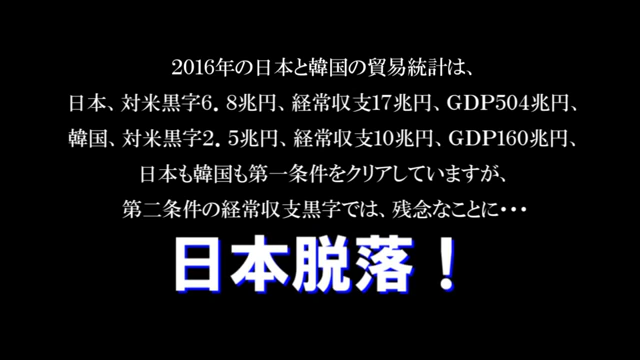 2016年の日本と韓国の貿易統計は、
日本、対米黒字6．8兆円、経常収支17兆円、GDP504兆円、
韓国、対米黒字2．5兆円、経常収支10兆円、GDP160兆円、
日本も韓国も第一条件をクリアしていますが、
第二条件の経常収支黒字では、残念なことに・・・
日本脱落！